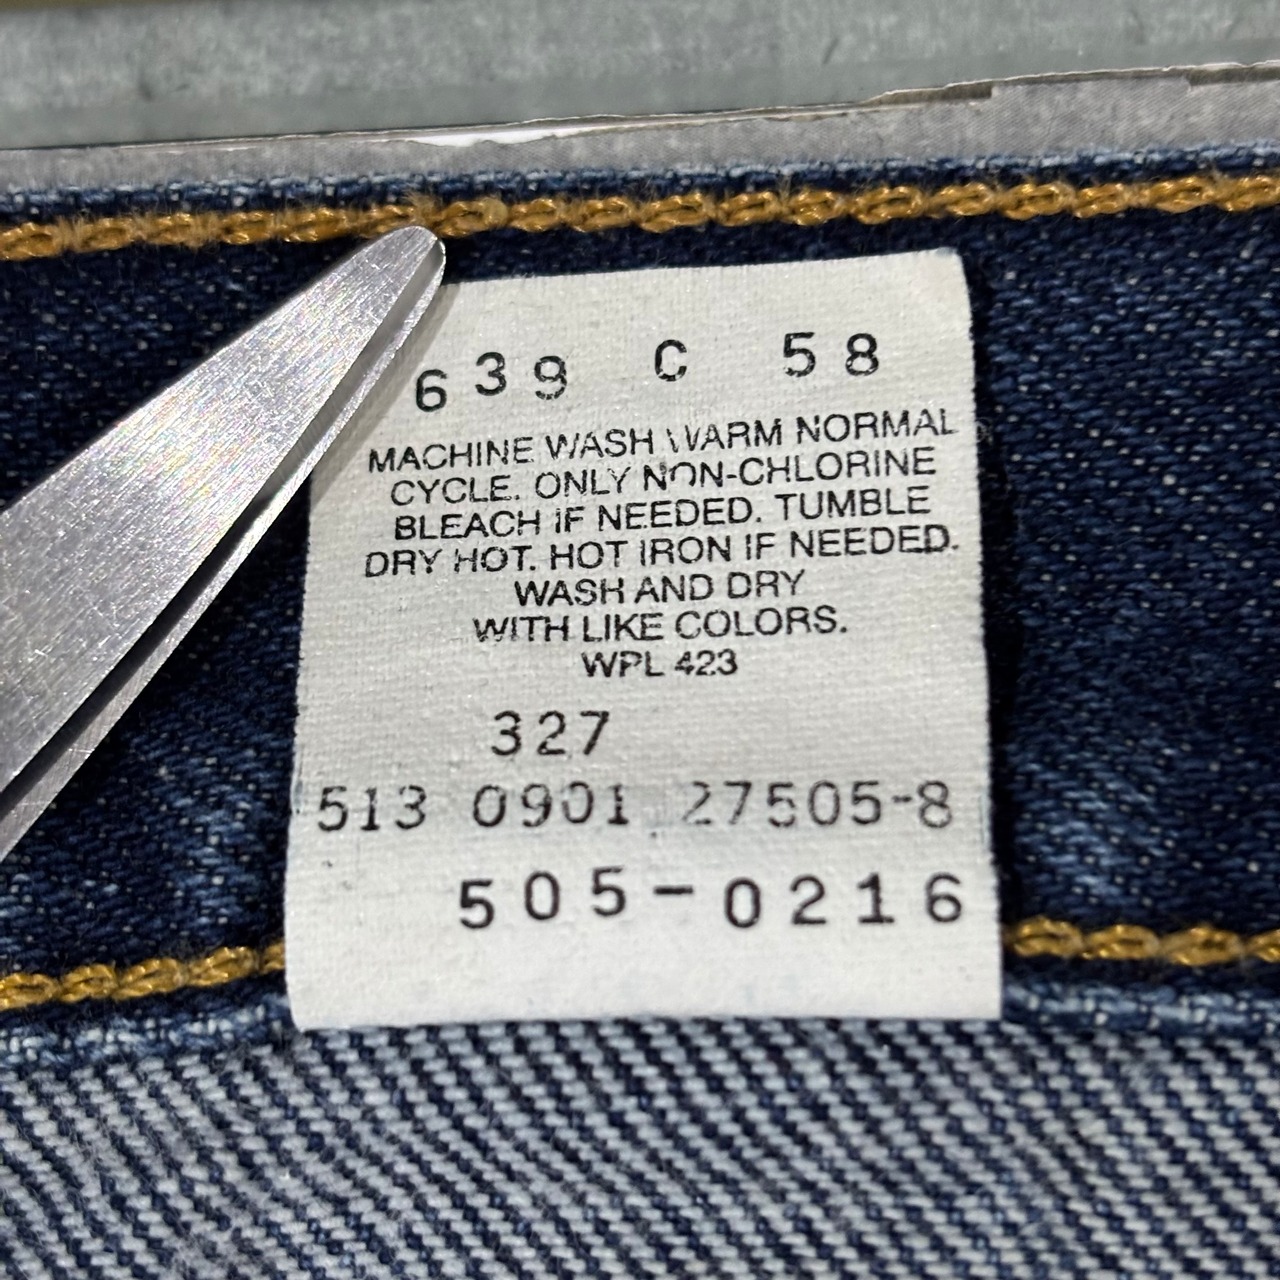 639 C 58
MACHINE WASH WARM NORMAL
CYCLE. ONLY NON-CHLORINE
BLEACH IF NEEDED. TUMBLE
DRY HOT. HOT IRON IF NEEDED.
WASH AND DRY
WITH LIKE COLORS.
WPL 423
327
513 0901 27505-8
505-0216